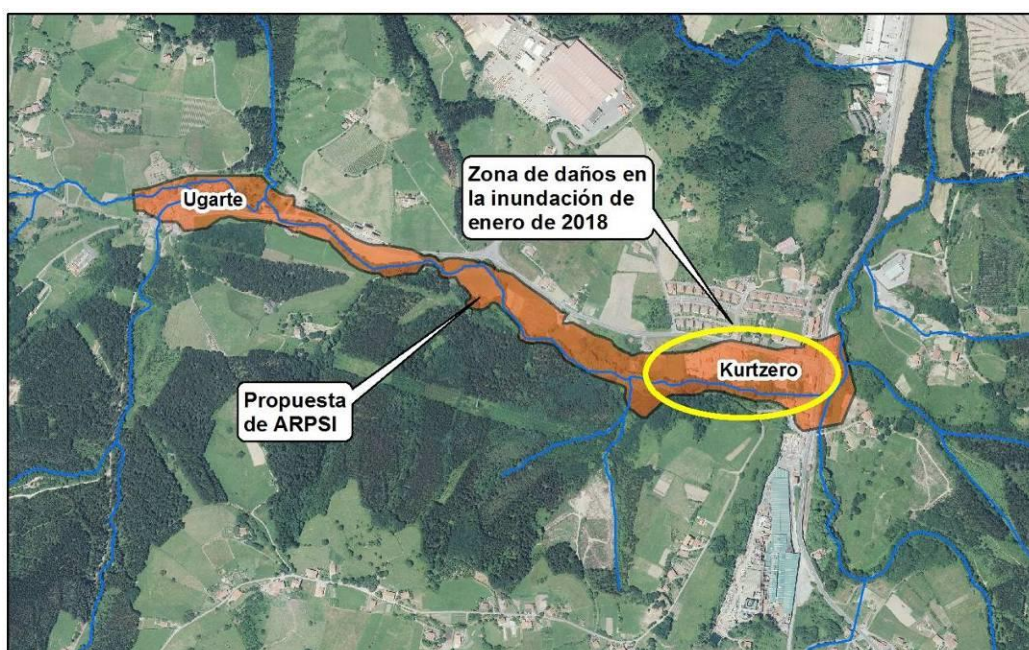 Ugarte
Zona de daños en
la inundación de
enero de 2018
Kurtzero
Propuesta
de ARPSI